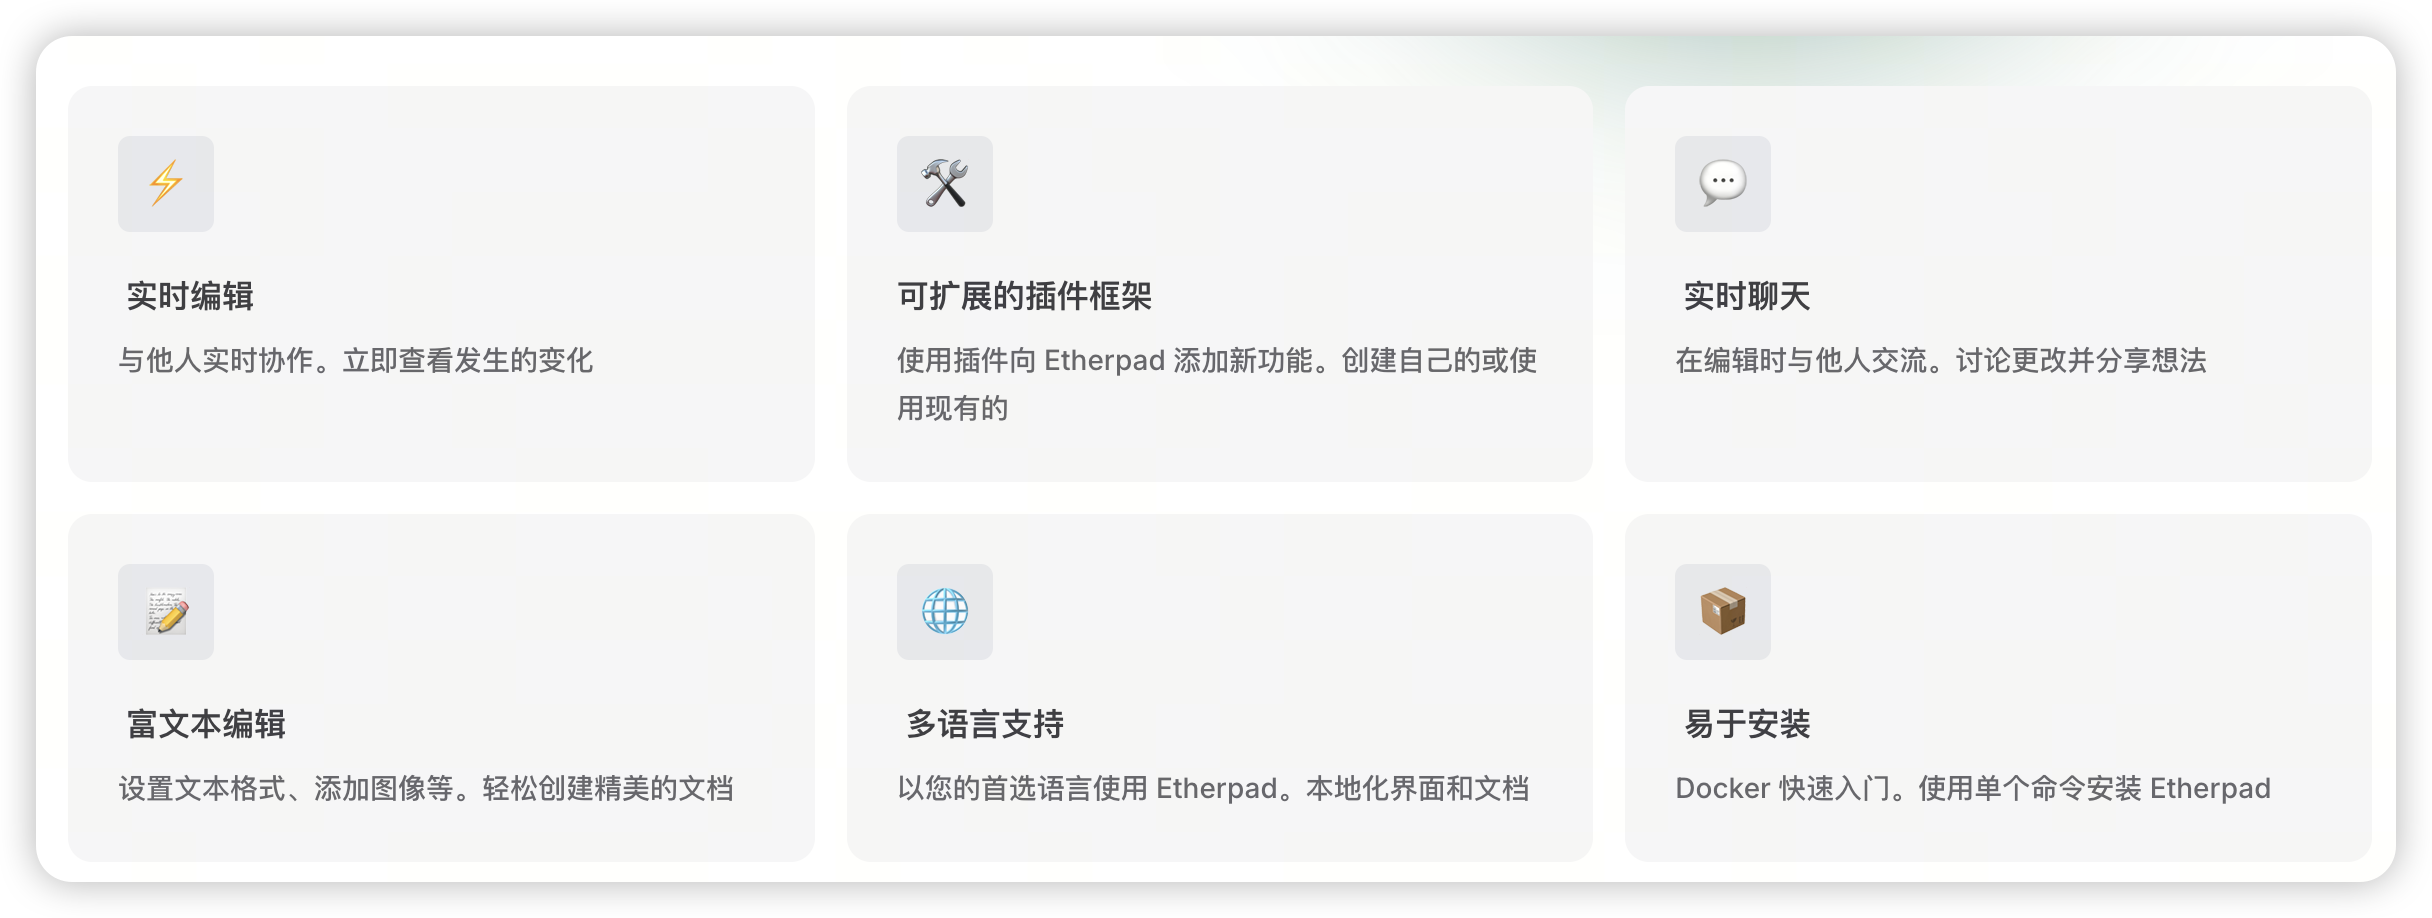 实时编辑
与他人实时协作。立即查看发生的变化
可扩展的插件框架
使用插件向 Etherpad 添加新功能。创建自己的或使
用现有的
实时聊天
在编辑时与他人交流。讨论更改并分享想法
富文本编辑
设置文本格式、添加图像等。轻松创建精美的文档
多语言支持
以您的首选语言使用 Etherpad。本地化界面和文档
易于安装
Docker 快速入门。使用单个命令安装 Etherpad